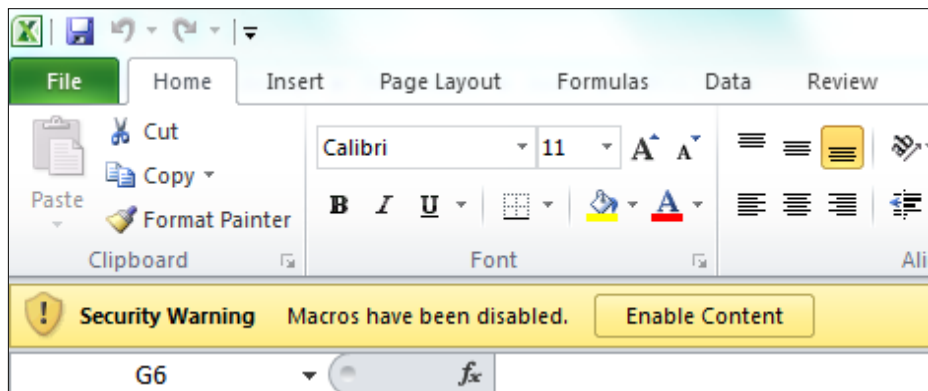 File Home Insert Page Layout Formulas Data Review
Cut
Calibri 11 A A
Copy
Paste
Format Painter
B I U A
Clipboard Font Ali
Security Warning Macros have been disabled. Enable Content
G6 fx